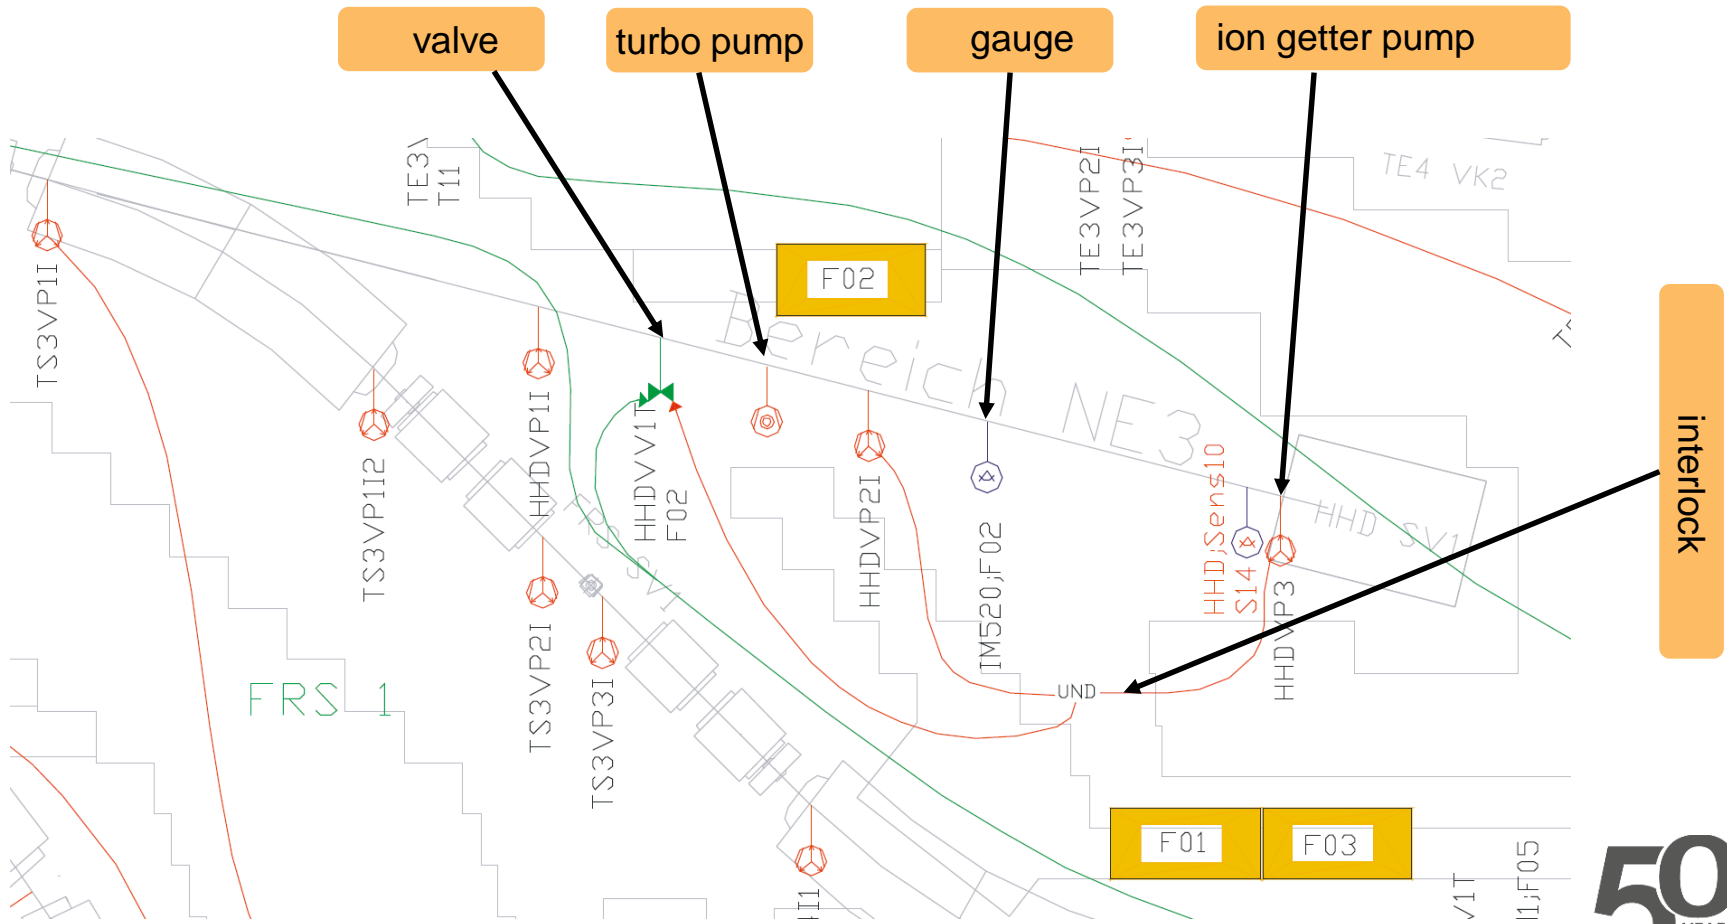 valve
turbo pump
gauge
ion getter pump
interlock
T11
TE3VP2I
TE3VP3I
TE4 VK2
F02
Bereich NE3
TS3VP1I
TS3VP1I2
HHDVP1I
HHDVV1T
F02
HHDVP2I
IM520;F02
HHD;Sens10
S14
HHDVP3
HHD SV1
TS3VP2I
TS3VP3I
FRS 1
UND
F01
F03
50